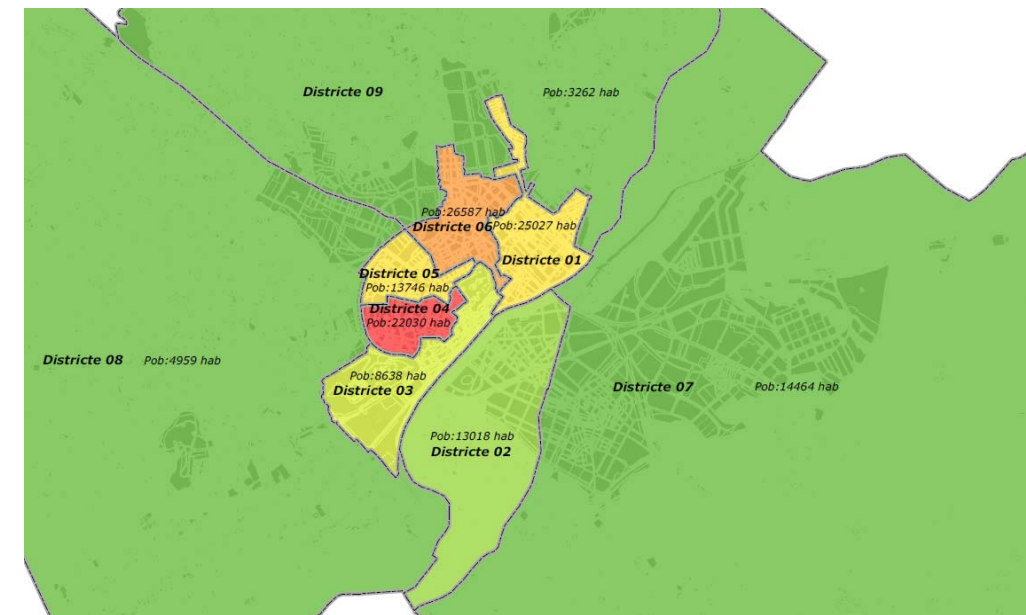 Districte 09
Pob:3262 hab
Pob:26587 hab
Districte 06
Pob:25027 hab
Districte 01
Districte 05
Pob:13746 hab
Districte 04
Pob:22030 hab
Districte 08
Pob:4959 hab
Pob:8638 hab
Districte 03
Districte 07
Pob:14464 hab
Pob:13018 hab
Districte 02